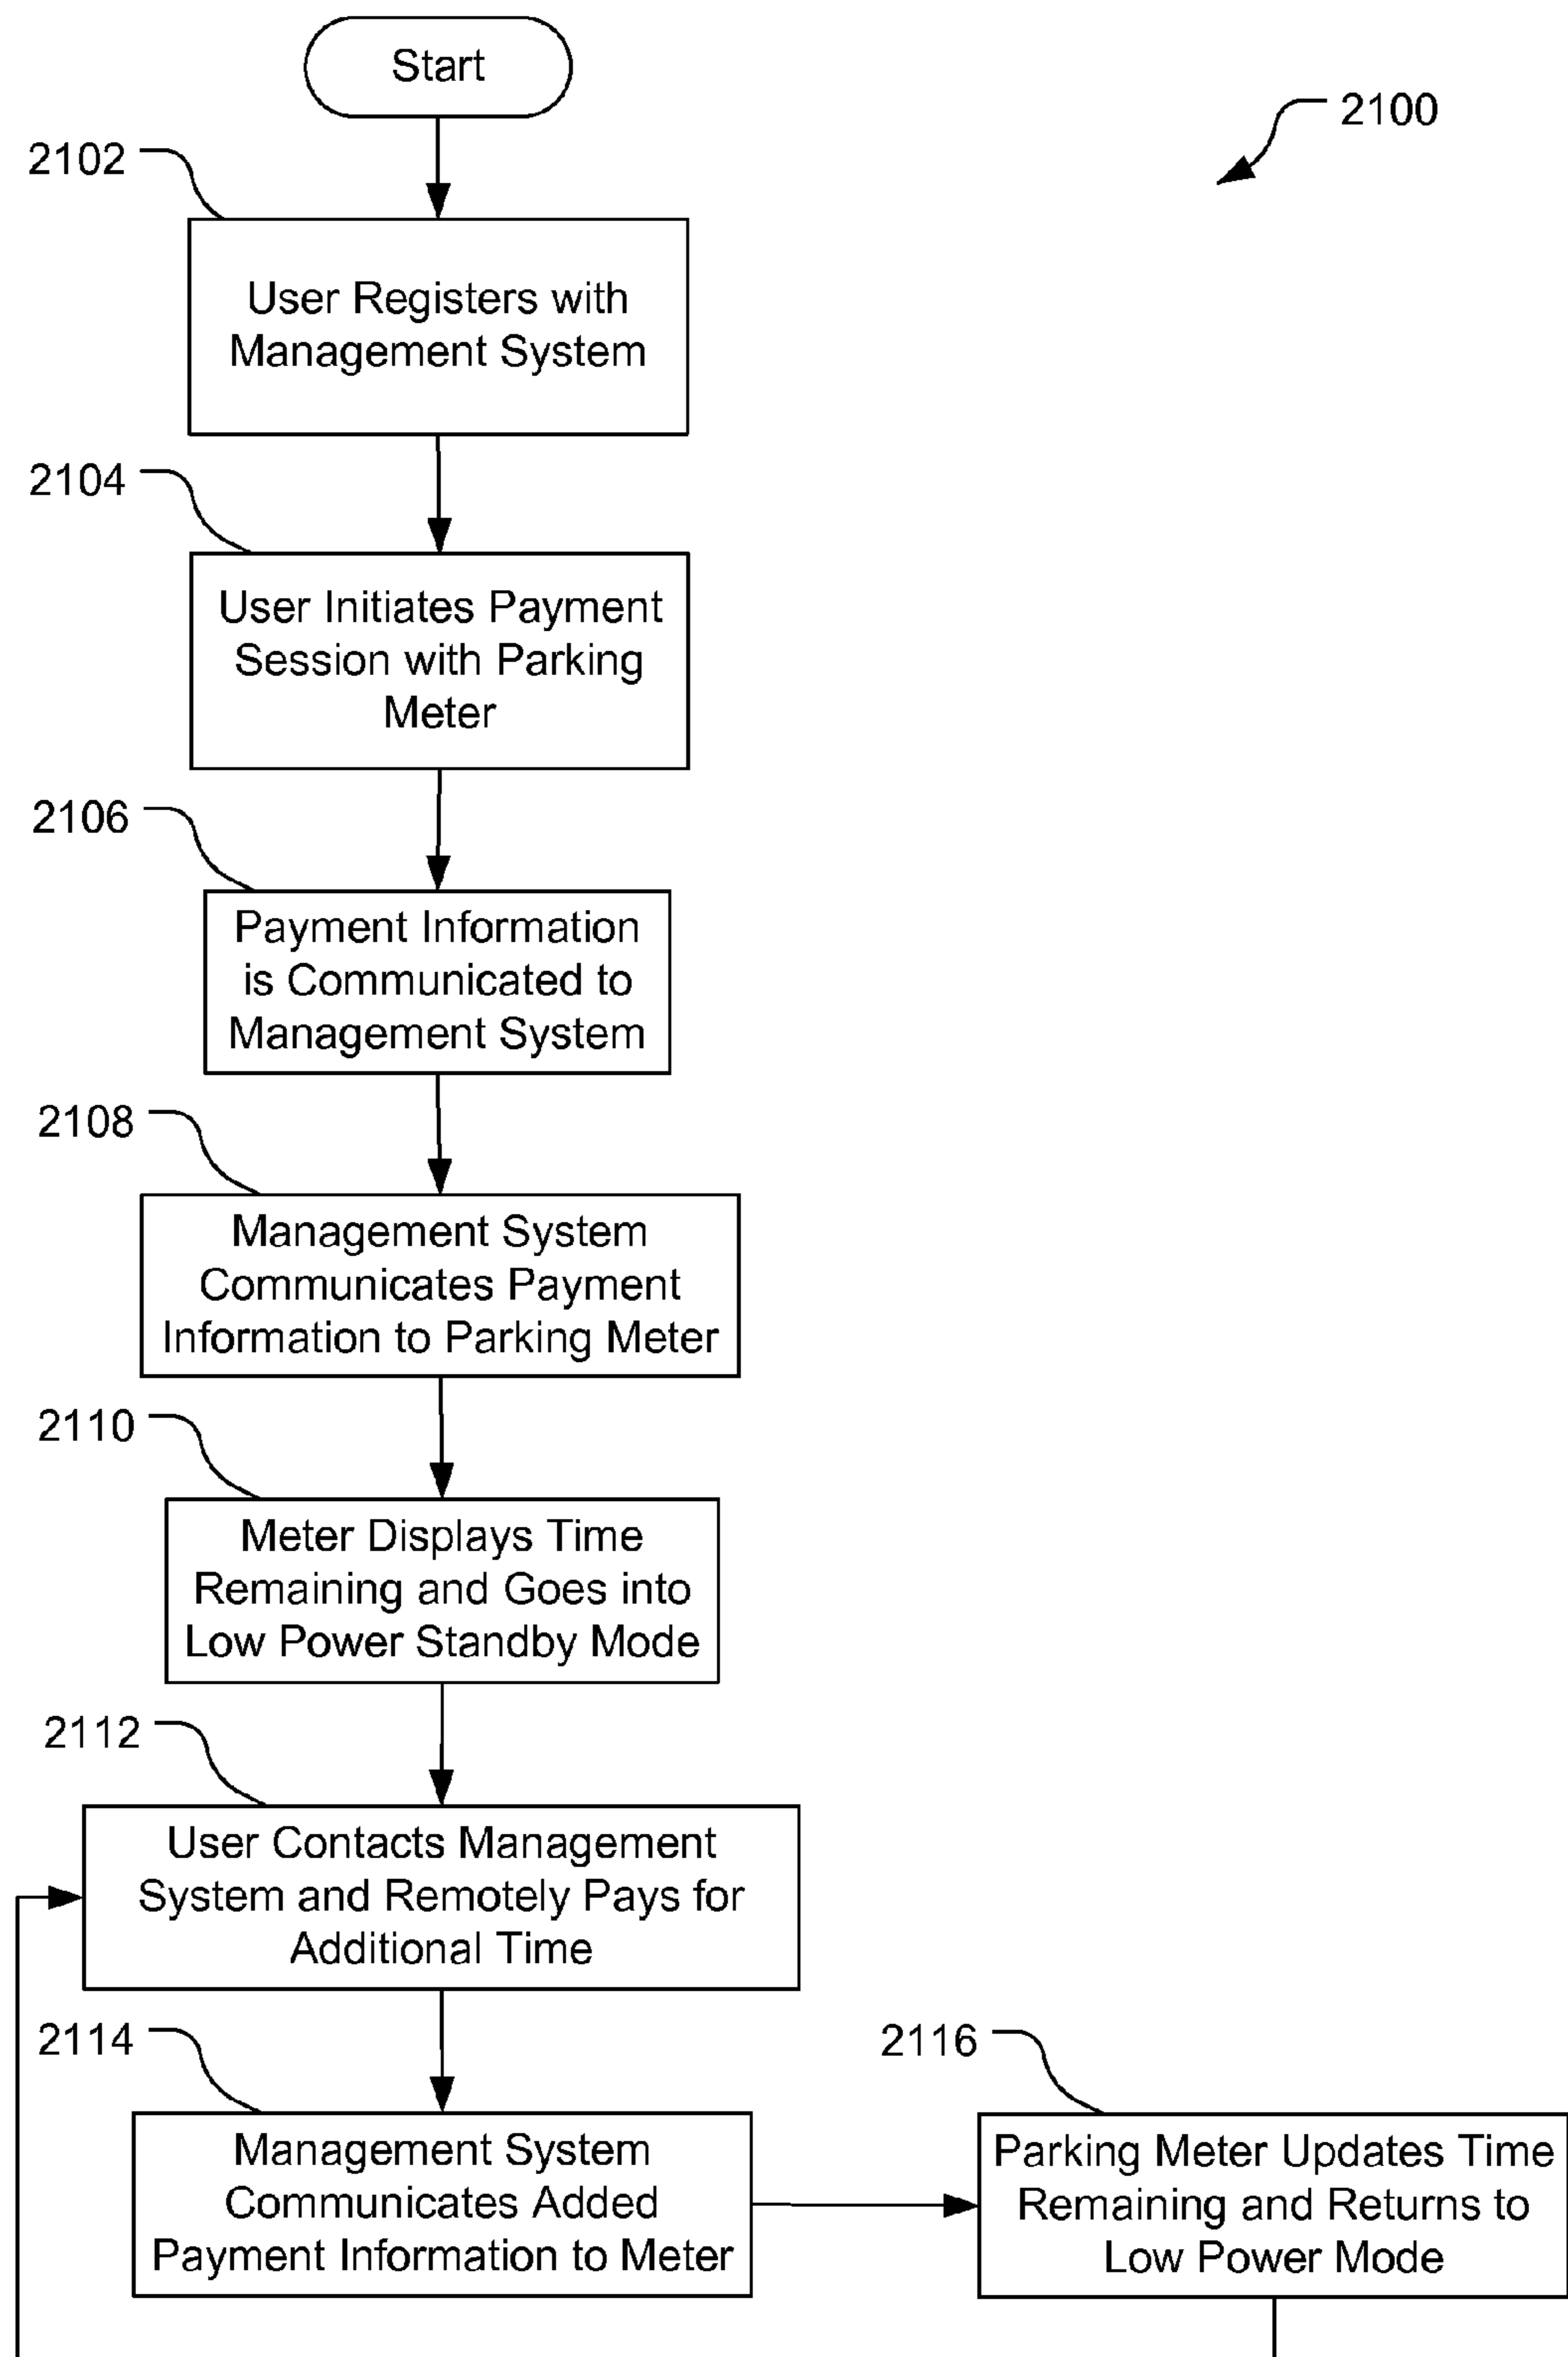 Start
2100
2102
User Registers with
Management System
2104
User Initiates Payment
Session with Parking
Meter
2106
Payment Information
is Communicated to
Management System
2108
Management System
Communicates Payment
Information to Parking Meter
2110
Meter Displays Time
Remaining and Goes into
Low Power Standby Mode
2112
User Contacts Management
System and Remotely Pays for
Additional Time
2114
Management System
Communicates Added
Payment Information to Meter
2116
Parking Meter Updates Time
Remaining and Returns to
Low Power Mode